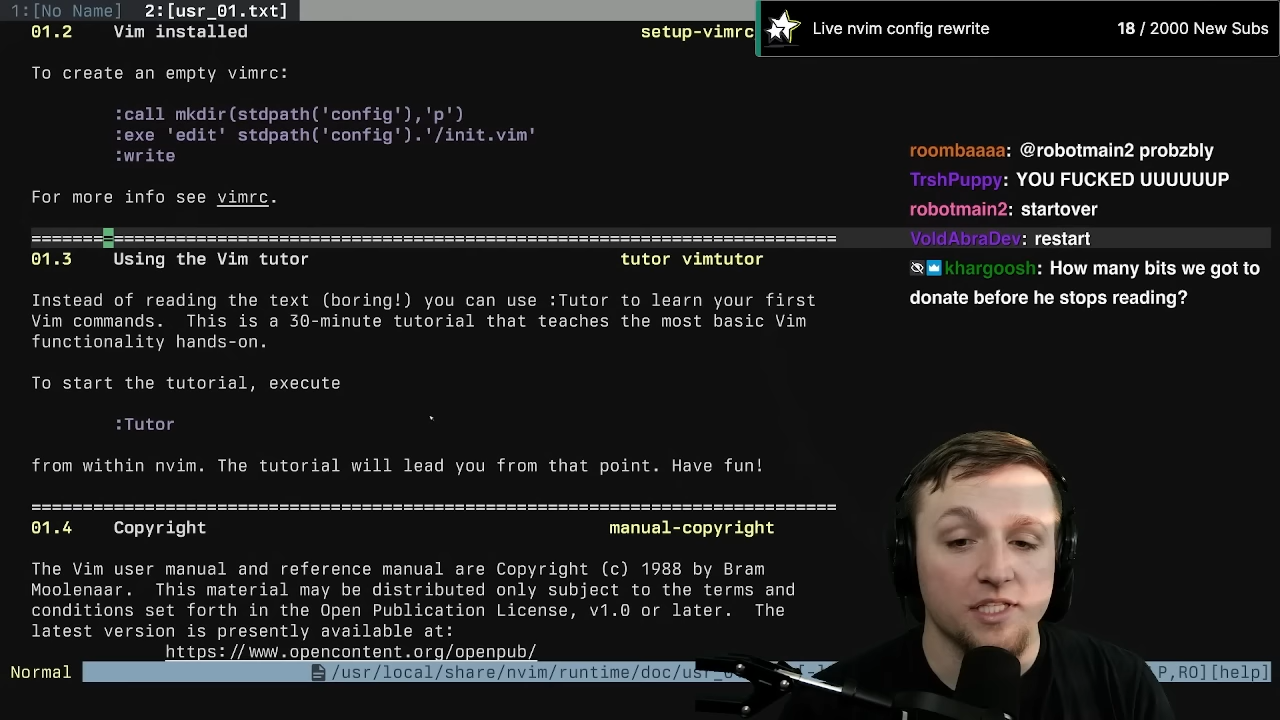 1:[No Name]  2:[usr_01.txt]
01.2    Vim installed    setup-vimrc
To create an empty vimrc:
:call mkdir(stdpath('config'),'p')
:exe 'edit' stdpath('config').'/init.vim'
:write
For more info see vimrc.
==============================================================================
01.3    Using the Vim tutor    tutor vimtutor
Instead of reading the text (boring!) you can use :Tutor to learn your first
Vim commands.  This is a 30-minute tutorial that teaches the most basic Vim
functionality hands-on.
To start the tutorial, execute
:Tutor
from within nvim. The tutorial will lead you from that point. Have fun!
==============================================================================
01.4    Copyright    manual-copyright
The Vim user manual and reference manual are Copyright (c) 1988 by Bram
Moolenaar.  This material may be distributed only subject to the terms and
conditions set forth in the Open Publication License, v1.0 or later.  The
latest version is presently available at:
https://www.opencontent.org/openpub/
Normal    /usr/local/share/nvim/runtime/doc/usr_    P,RO][help]
Live nvim config rewrite    18 / 2000 New Subs
roombaaaa: @robotmain2 probzbly
TrshPuppy: YOU FUCKED UUUUUUP
robotmain2: startover
VoldAbraDev: restart
khargoosh: How many bits we got to
donate before he stops reading?